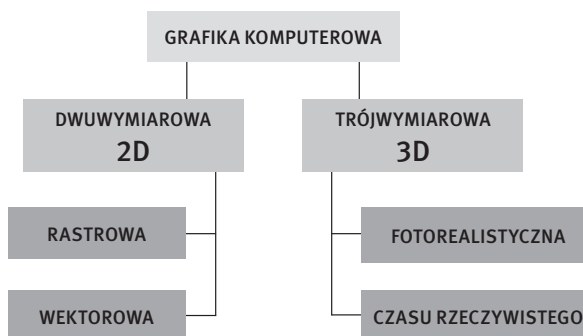 GRAFIKA KOMPUTEROWA
DWUWYMIAROWA
2D
TRÓJWYMIAROWA
3D
RASTROWA
FOTOREALISTYCZNA
WEKTOROWA
CZASU RZECZYWISTEGO